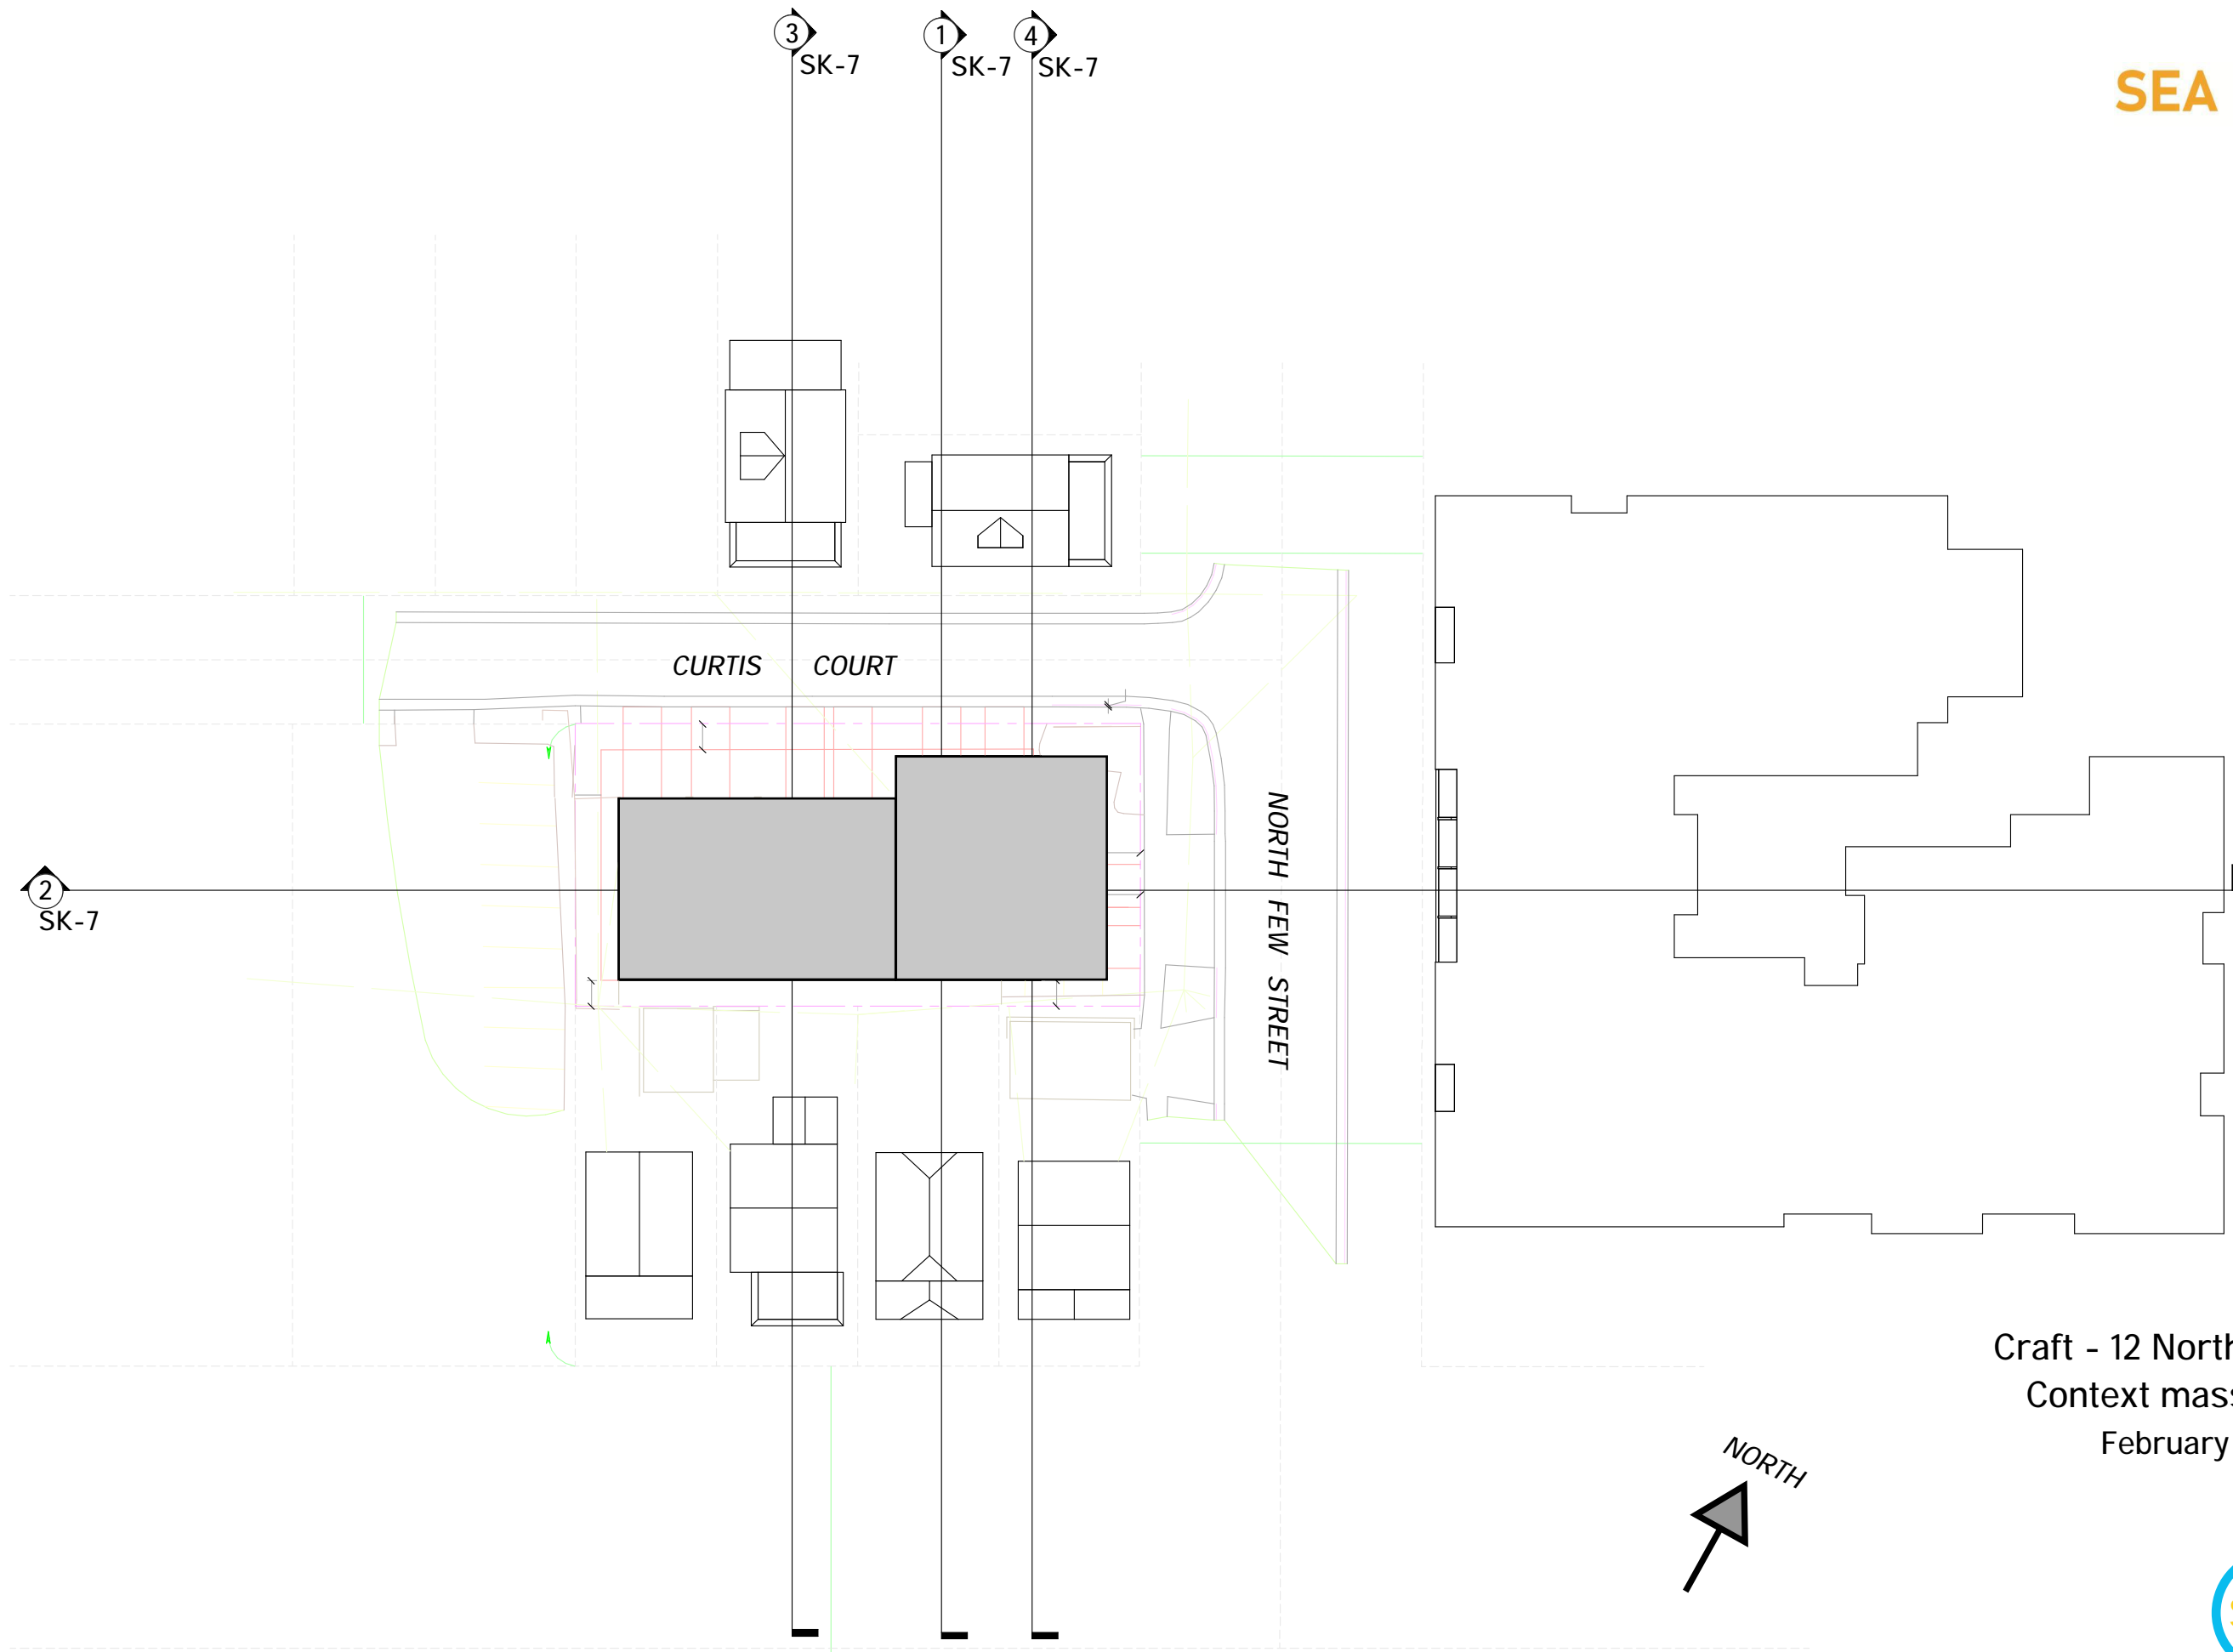 3
SK-7
1
SK-7
4
SK-7
SEA
CURTIS COURT
NORTH FEW STREET
2
SK-7
Craft - 12 North
Context mass
February
NORTH